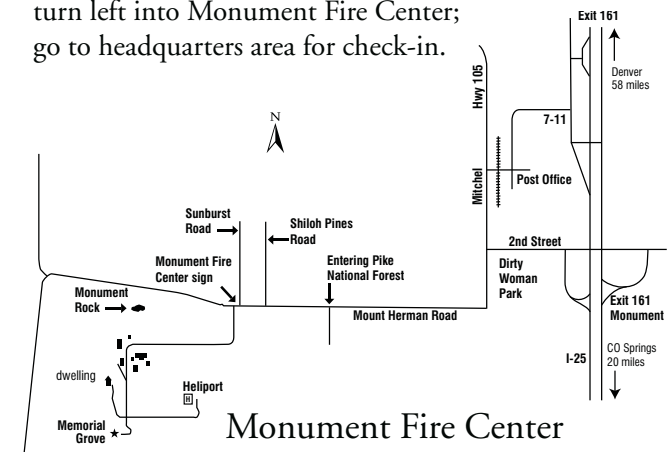 turn left into Monument Fire Center;
go to headquarters area for check-in.
Exit 161
Denver
58 miles
Hwy 105
7-11
N
Mitchel
Post Office
Sunburst
Road
Shiloh Pines
Road
2nd Street
Monument Fire
Center sign
Entering Pike
National Forest
Dirty
Woman
Park
Monument
Rock
Exit 161
Monument
Mount Herman Road
I-25
CO Springs
20 miles
dwelling
Heliport
H
Memorial
Grove
Monument Fire Center